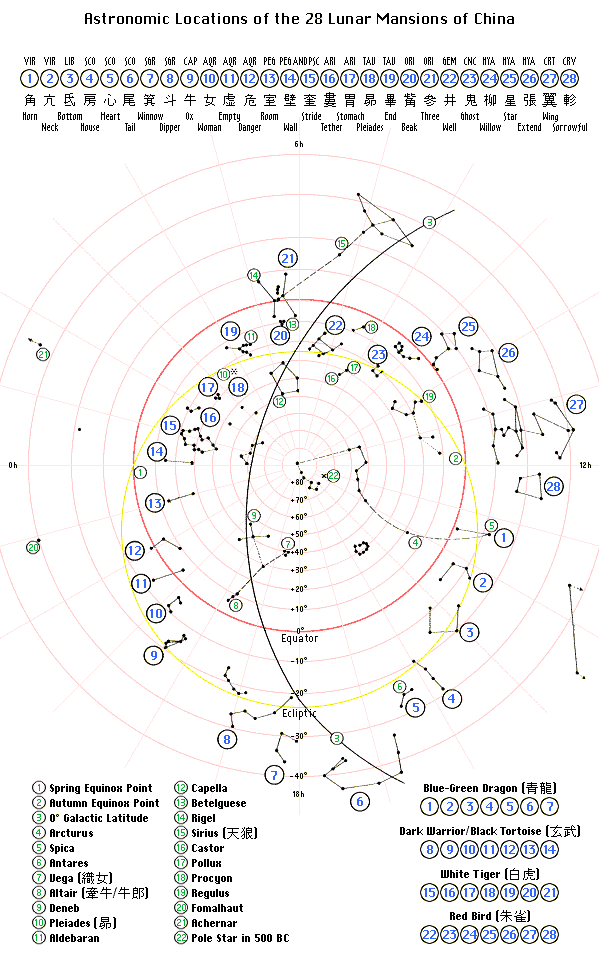 Astronomic Locations of the 28 Lunar Mansions of China
VIR VIR LIB SCO SCO SCO SGR SGR CAP AQR AQR AQR PEG PEG AND PSC ARI ARI TAU TAU ORI ORI GEM CNC HYA HYA HYA CRT CRV
1 2 3 4 5 6 7 8 9 10 11 12 13 14 15 16 17 18 19 20 21 22 23 24 25 26 27 28
角 亢 氐 房 心 尾 箕 斗 牛 女 虛 危 室 壁 奎 婁 胃 昴 畢 觜 参 井 鬼 柳 星 張 翼 軫
Horn Bottom Heart Winnow Ox Empty Room Stride Stomach End Three Ghost Star Wing
Neck House Tail Dipper Woman Danger Wall Tether Pleiades Beak Well Willow Extend Sorrowful
6h
3
15
21
14
13
20
22
18
25
24
26
19
11
23
21
10
17
16
17
18
12
19
27
16
15
14
2
0h
1
12h
22
+80°
28
13
+70°
+60°
9
5
1
+50°
4
7
20
12
+40°
11
+30°
2
+20°
8
10
+10°
3
0°
Equator
9
-10°
6
4
-20°
5
Ecliptic
8
-30°
3
7
-40°
6
18h
1 Spring Equinox Point
2 Autumn Equinox Point
3 0° Galactic Latitude
4 Arcturus
5 Spica
6 Antares
7 Vega (織女)
8 Altair (牽牛/牛郎)
9 Deneb
10 Pleiades (昴)
11 Aldebaran
12 Capella
13 Betelguese
14 Rigel
15 Sirius (天狼)
16 Castor
17 Pollux
18 Procyon
19 Regulus
20 Fomalhaut
21 Achernar
22 Pole Star in 500 BC
Blue-Green Dragon (青龍)
1 2 3 4 5 6 7
Dark Warrior/Black Tortoise (玄武)
8 9 10 11 12 13 14
White Tiger (白虎)
15 16 17 18 19 20 21
Red Bird (朱雀)
22 23 24 25 26 27 28